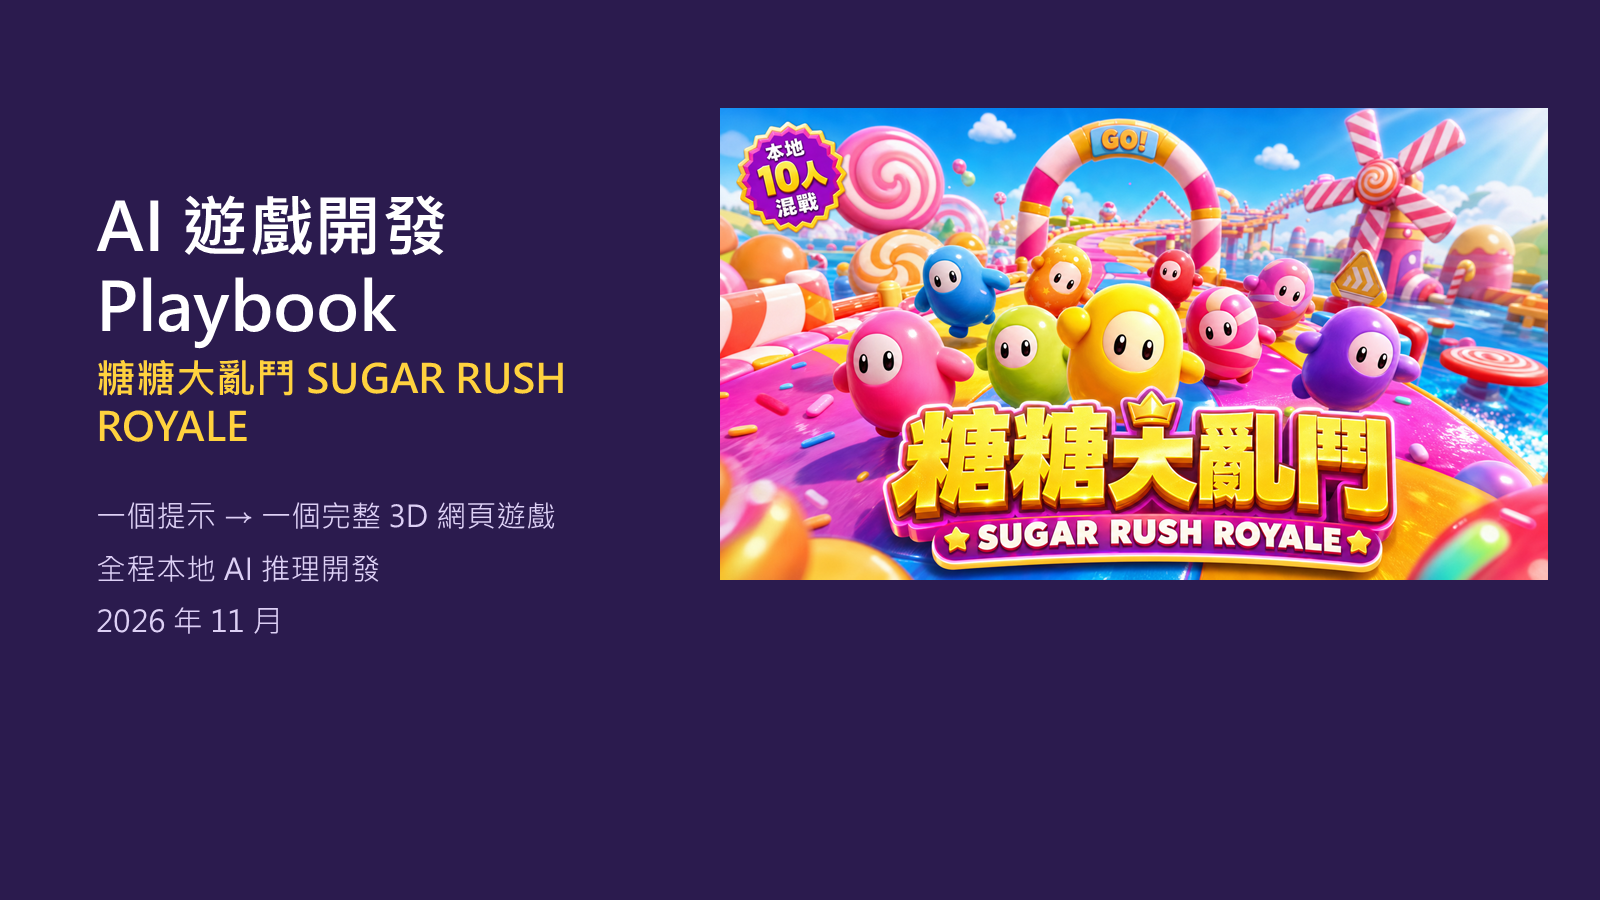 AI 遊戲開發
Playbook
糖糖大亂鬥 SUGAR RUSH
ROYALE
一個提示 → 一個完整 3D 網頁遊戲
全程本地 AI 推理開發
2026 年 11 月
本地
10人
混戰
GO!
糖糖大亂鬥
SUGAR RUSH ROYALE